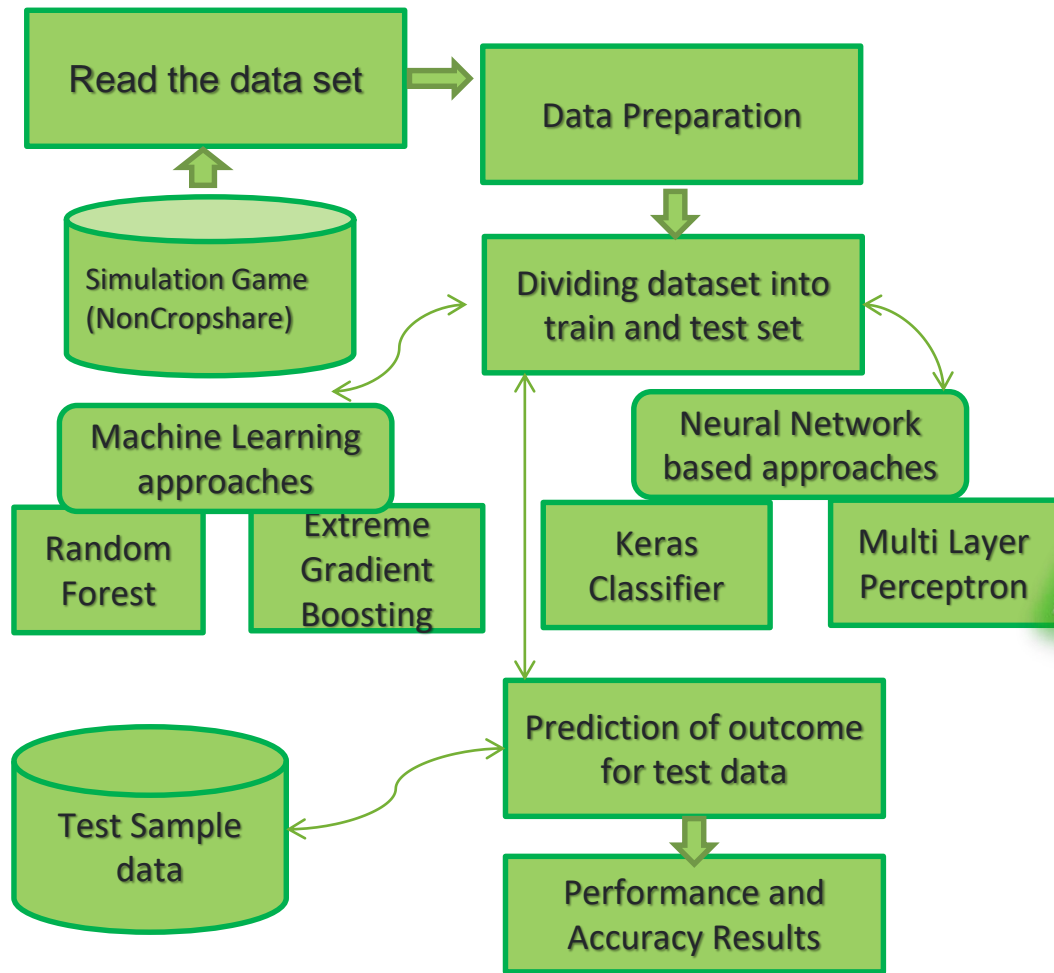 Read the data set
Data Preparation
Simulation Game
(NonCropshare)
Dividing dataset into
train and test set
Machine Learning
approaches
Neural Network
based approaches
Random
Forest
Extreme
Gradient
Boosting
Keras
Classifier
Multi Layer
Perceptron
Prediction of outcome
for test data
Test Sample
data
Performance and
Accuracy Results